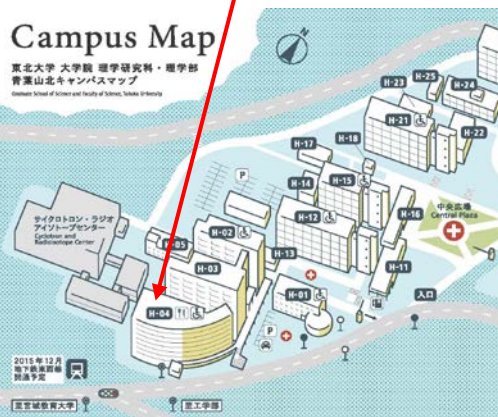 Campus Map
東北大学 大学院 理学研究科・理学部
青葉山北キャンパスマップ
Graduate School of Science and Faculty of Science, Tohoku University
N
H-25
H-23
H-24
H-21
H-22
H-18
H-17
P
H-15
H-14
H-12
H-16
中央広場
Central Plaza
サイクロトロン・ラジオ
アイソトープセンター
Cyclotron and
Radioisotope Center
H-05
H-02
H-13
H-03
H-11
H-01
入口
H-04
P
2015年12月
地下鉄東西線
開通予定
至宮城教育大学
至工学部